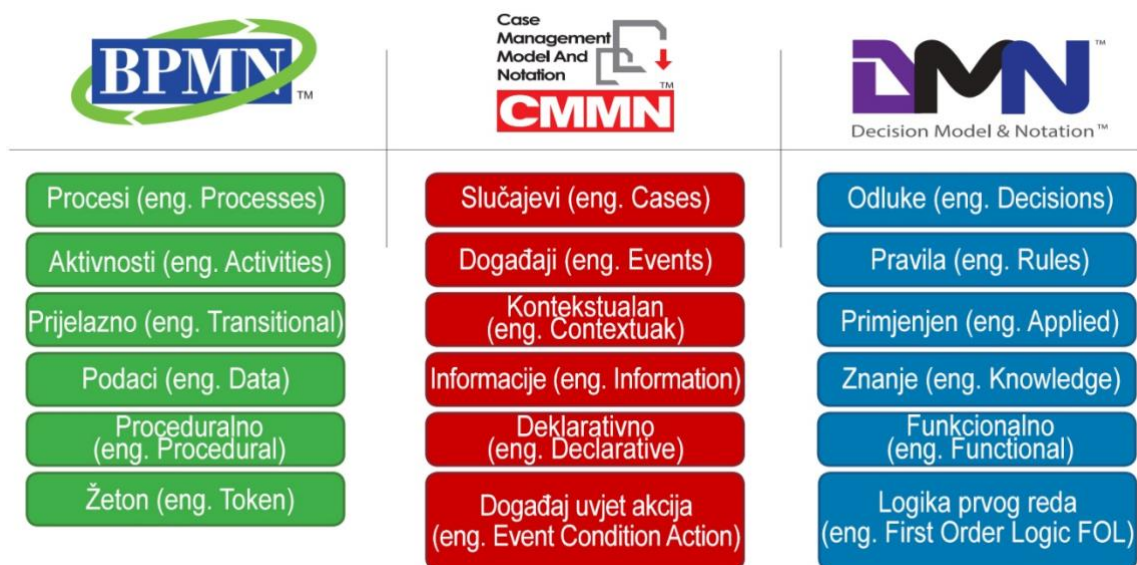 BPMN
TM
Case
Management
Model And
Notation
TM
CMMN
DMN
TM
Decision Model & Notation™
Procesi (eng. Processes)
Aktivnosti (eng. Activities)
Prijelazno (eng. Transitional)
Podaci (eng. Data)
Proceduralno
(eng. Procedural)
Žeton (eng. Token)
Slučajevi (eng. Cases)
Događaji (eng. Events)
Kontekstualan
(eng. Contextuak)
Informacije (eng. Information)
Deklarativno
(eng. Declarative)
Događaj uvjet akcija
(eng. Event Condition Action)
Odluke (eng. Decisions)
Pravila (eng. Rules)
Primjenjen (eng. Applied)
Znanje (eng. Knowledge)
Funkcionalno
(eng. Functional)
Logika prvog reda
(eng. First Order Logic FOL)